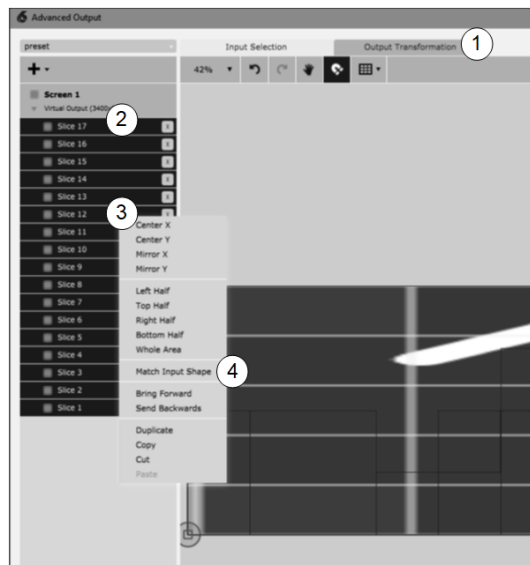 Advanced Output
preset
Input Selection
Output Transformation
1
42%
Screen 1
Virtual Output (3400
2
Slice 17
X
Slice 16
X
Slice 15
X
Slice 14
X
Slice 13
X
Slice 12
X
3
Slice 11
Slice 10
Slice 9
Slice 8
Slice 7
Slice 6
Slice 5
Slice 4
Slice 3
Slice 2
Slice 1
Center X
Center Y
Mirror X
Mirror Y
Left Half
Top Half
Right Half
Bottom Half
Whole Area
Match Input Shape
4
Bring Forward
Send Backwards
Duplicate
Copy
Cut
Paste